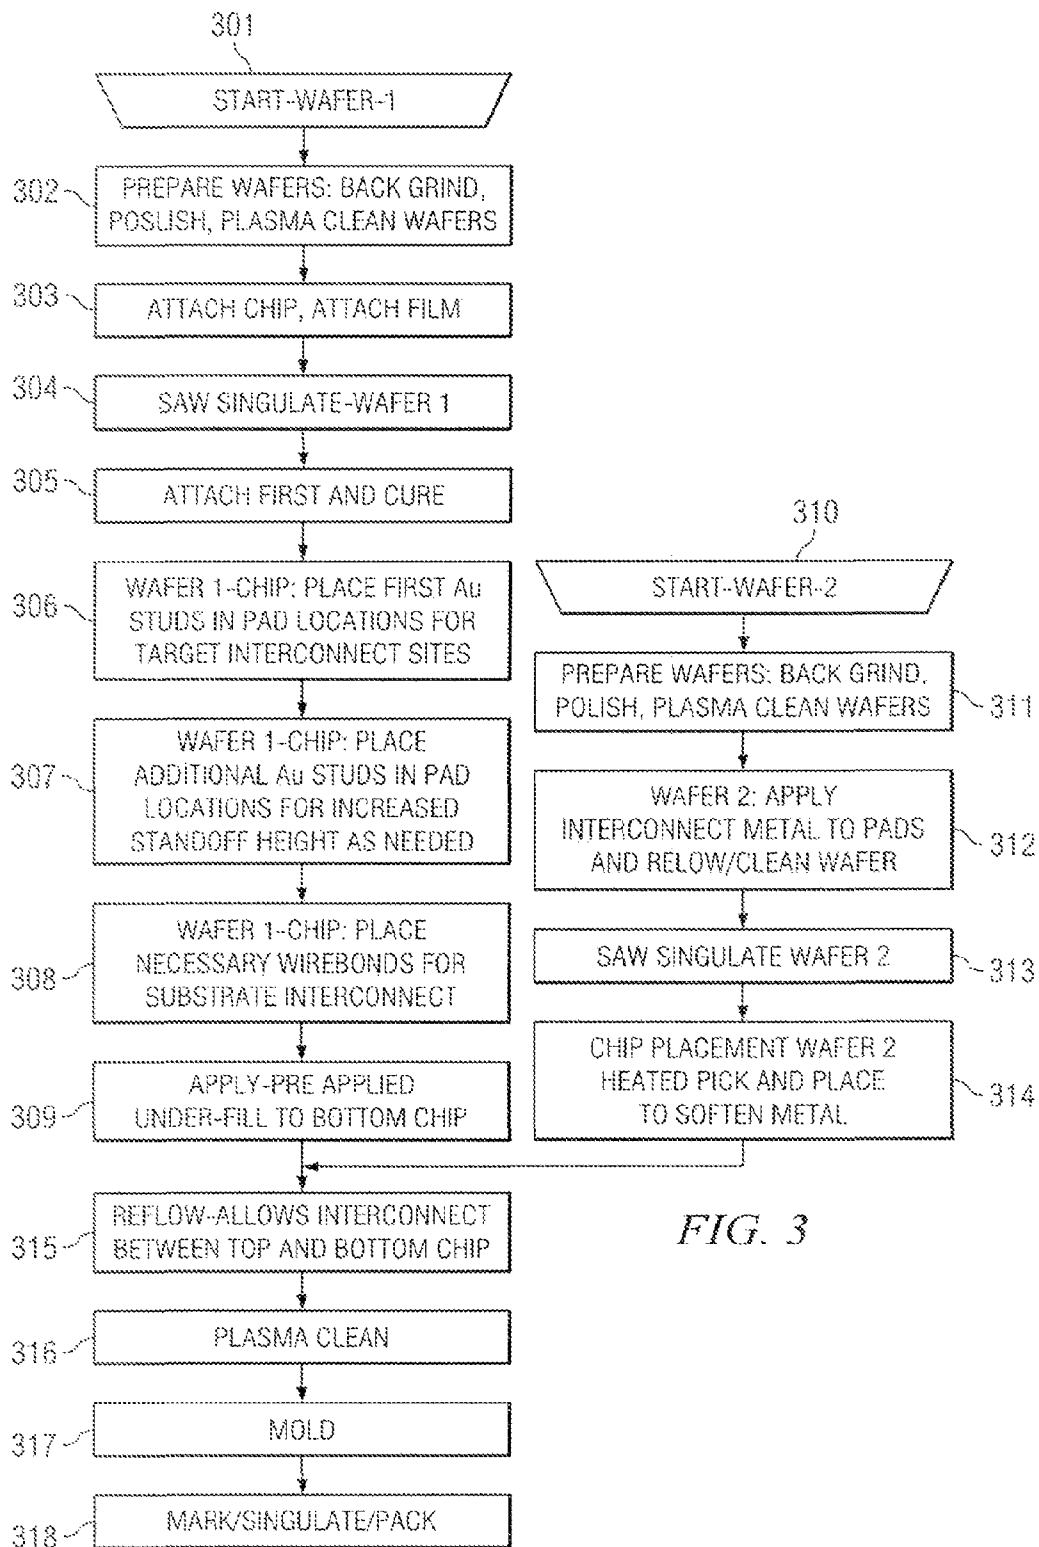 301
START-WAFER-1
302
PREPARE WAFERS: BACK GRIND,
POSLISH, PLASMA CLEAN WAFERS
303
ATTACH CHIP, ATTACH FILM
304
SAW SINGULATE-WAFER 1
305
ATTACH FIRST AND CURE
306
WAFER 1-CHIP: PLACE FIRST Au
STUDS IN PAD LOCATIONS FOR
TARGET INTERCONNECT SITES
307
WAFER 1-CHIP: PLACE
ADDITIONAL Au STUDS IN PAD
LOCATIONS FOR INCREASED
STANDOFF HEIGHT AS NEEDED
308
WAFER 1-CHIP: PLACE
NECESSARY WIREBONDS FOR
SUBSTRATE INTERCONNECT
309
APPLY-PRE APPLIED
UNDER-FILL TO BOTTOM CHIP
310
START-WAFER-2
PREPARE WAFERS: BACK GRIND,
POLISH, PLASMA CLEAN WAFERS
311
WAFER 2: APPLY
INTERCONNECT METAL TO PADS
AND RELOW/CLEAN WAFER
312
SAW SINGULATE WAFER 2
313
CHIP PLACEMENT WAFER 2
HEATED PICK AND PLACE
TO SOFTEN METAL
314
315
REFLOW-ALLOWS INTERCONNECT
BETWEEN TOP AND BOTTOM CHIP
316
PLASMA CLEAN
317
MOLD
318
MARK/SINGULATE/PACK
FIG. 3